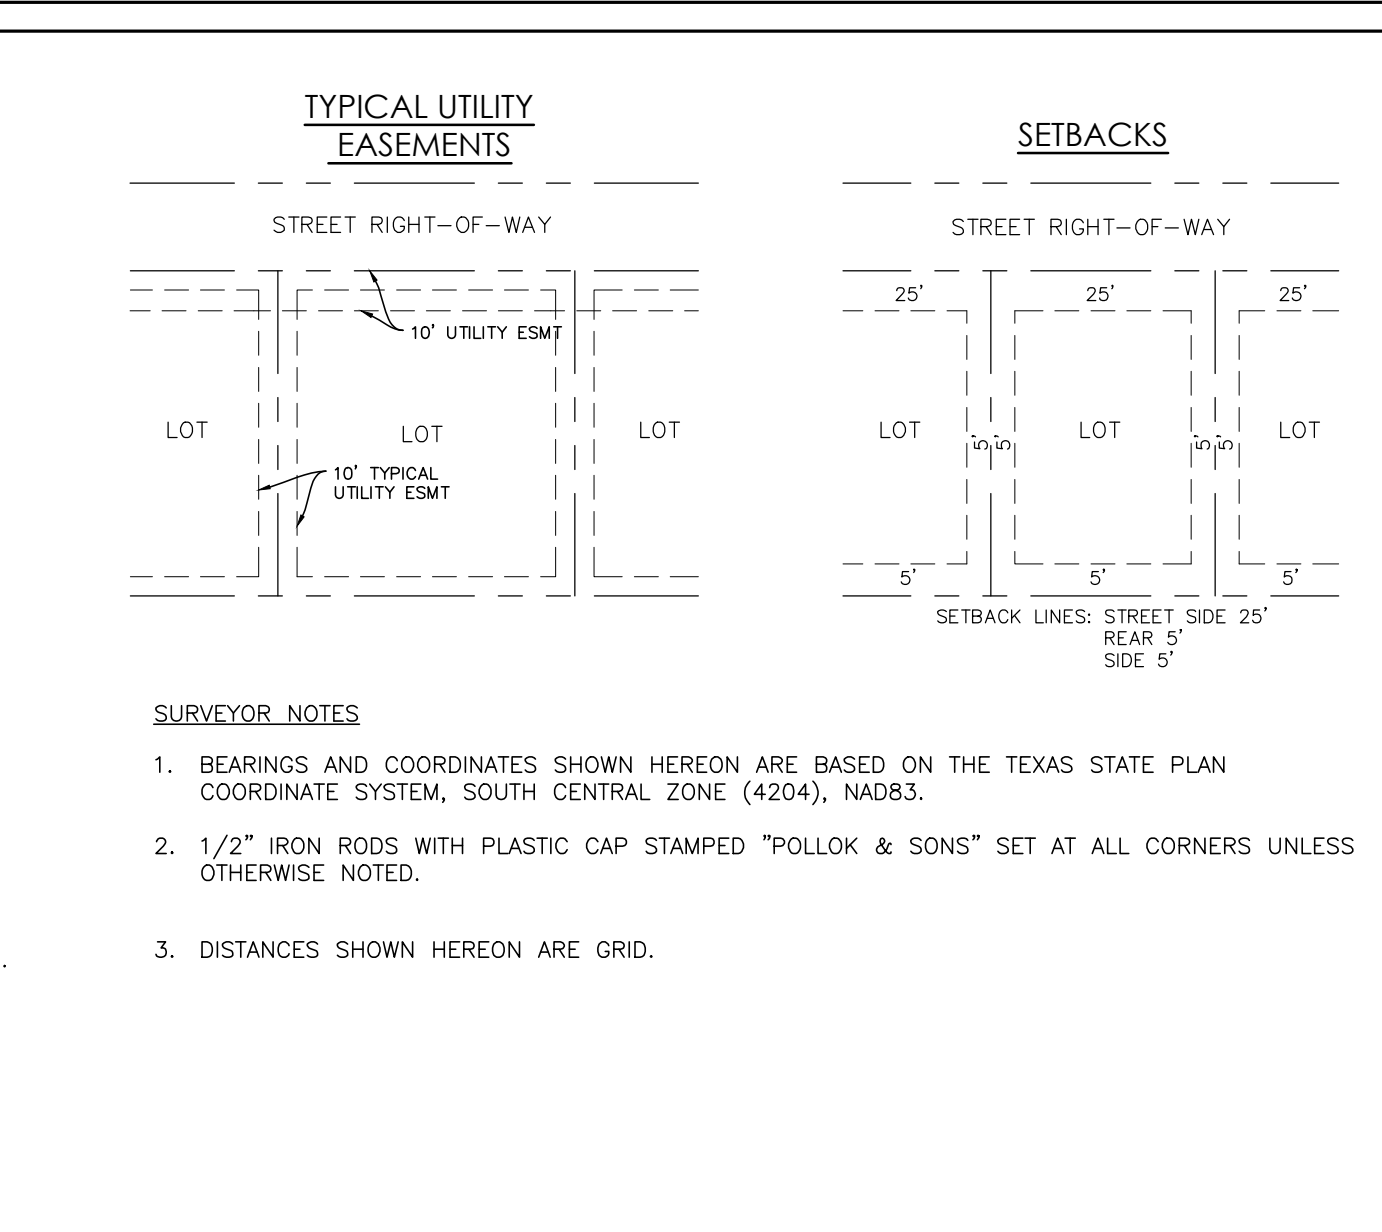 TYPICAL UTILITY
EASEMENTS
STREET RIGHT-OF-WAY
10' UTILITY ESMT
LOT
LOT
LOT
10' TYPICAL
UTILITY ESMT
SETBACKS
STREET RIGHT-OF-WAY
25'
25'
25'
LOT
5'
5'
LOT
5'
5'
LOT
5'
5'
5'
SETBACK LINES: STREET SIDE 25'
REAR 5'
SIDE 5'
SURVEYOR NOTES
1. BEARINGS AND COORDINATES SHOWN HEREON ARE BASED ON THE TEXAS STATE PLAN
COORDINATE SYSTEM, SOUTH CENTRAL ZONE (4204), NAD83.
2. 1/2" IRON RODS WITH PLASTIC CAP STAMPED "POLLOK & SONS" SET AT ALL CORNERS UNLESS
OTHERWISE NOTED.
3. DISTANCES SHOWN HEREON ARE GRID.